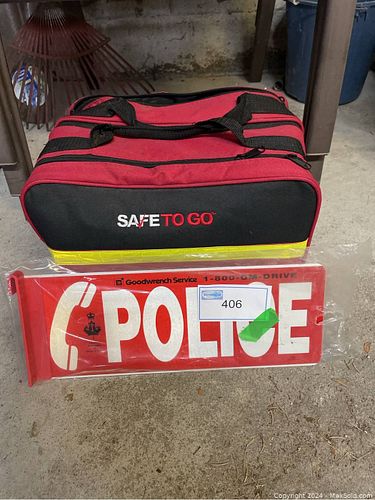 SAFE TO GO
Goodwrench Service 1-800-GM-DRIVE
POLICE
406
Copyright 2024 - MaxSold.com